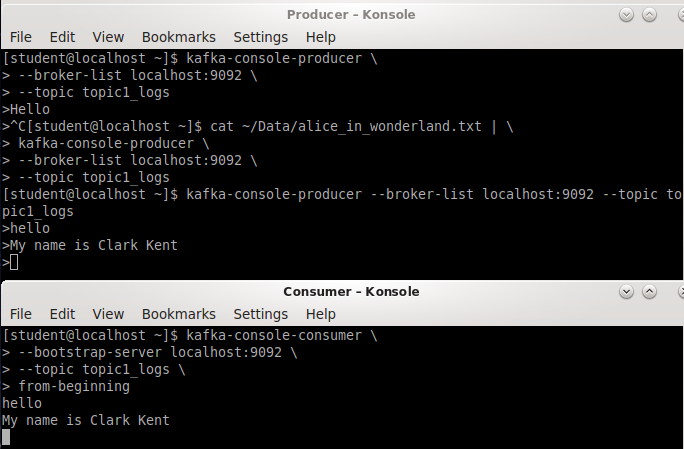 Producer – Konsole
File Edit View Bookmarks Settings Help
[student@localhost ~]$ kafka-console-producer \
> --broker-list localhost:9092 \
> --topic topic1_logs
>Hello
>^C[student@localhost ~]$ cat ~/Data/alice_in_wonderland.txt | \
> kafka-console-producer \
> --broker-list localhost:9092 \
> --topic topic1_logs
[student@localhost ~]$ kafka-console-producer --broker-list localhost:9092 --topic to
pic1_logs
>hello
>My name is Clark Kent
>
Consumer – Konsole
File Edit View Bookmarks Settings Help
[student@localhost ~]$ kafka-console-consumer \
> --bootstrap-server localhost:9092 \
> --topic topic1_logs \
> from-beginning
hello
My name is Clark Kent